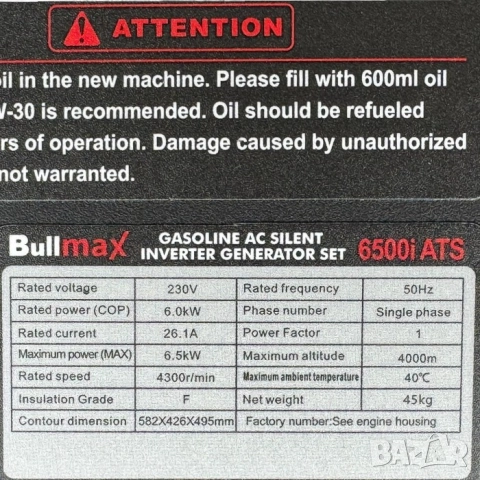 ATTENTION
oil in the new machine. Please fill with 600ml oil
W-30 is recommended. Oil should be refueled
rs of operation. Damage caused by unauthorized
not warranted.
Bullmax GASOLINE AC SILENT INVERTER GENERATOR SET 6500i ATS
Rated voltage 230V Rated frequency 50Hz
Rated power (COP) 6.0kW Phase number Single phase
Rated current 26.1A Power Factor 1
Maximum power (MAX) 6.5kW Maximum altitude 4000m
Rated speed 4300r/min Maximum ambient temperature 40℃
Insulation Grade F Net weight 45kg
Contour dimension 582X426X495mm Factory number:See engine housing
bazar